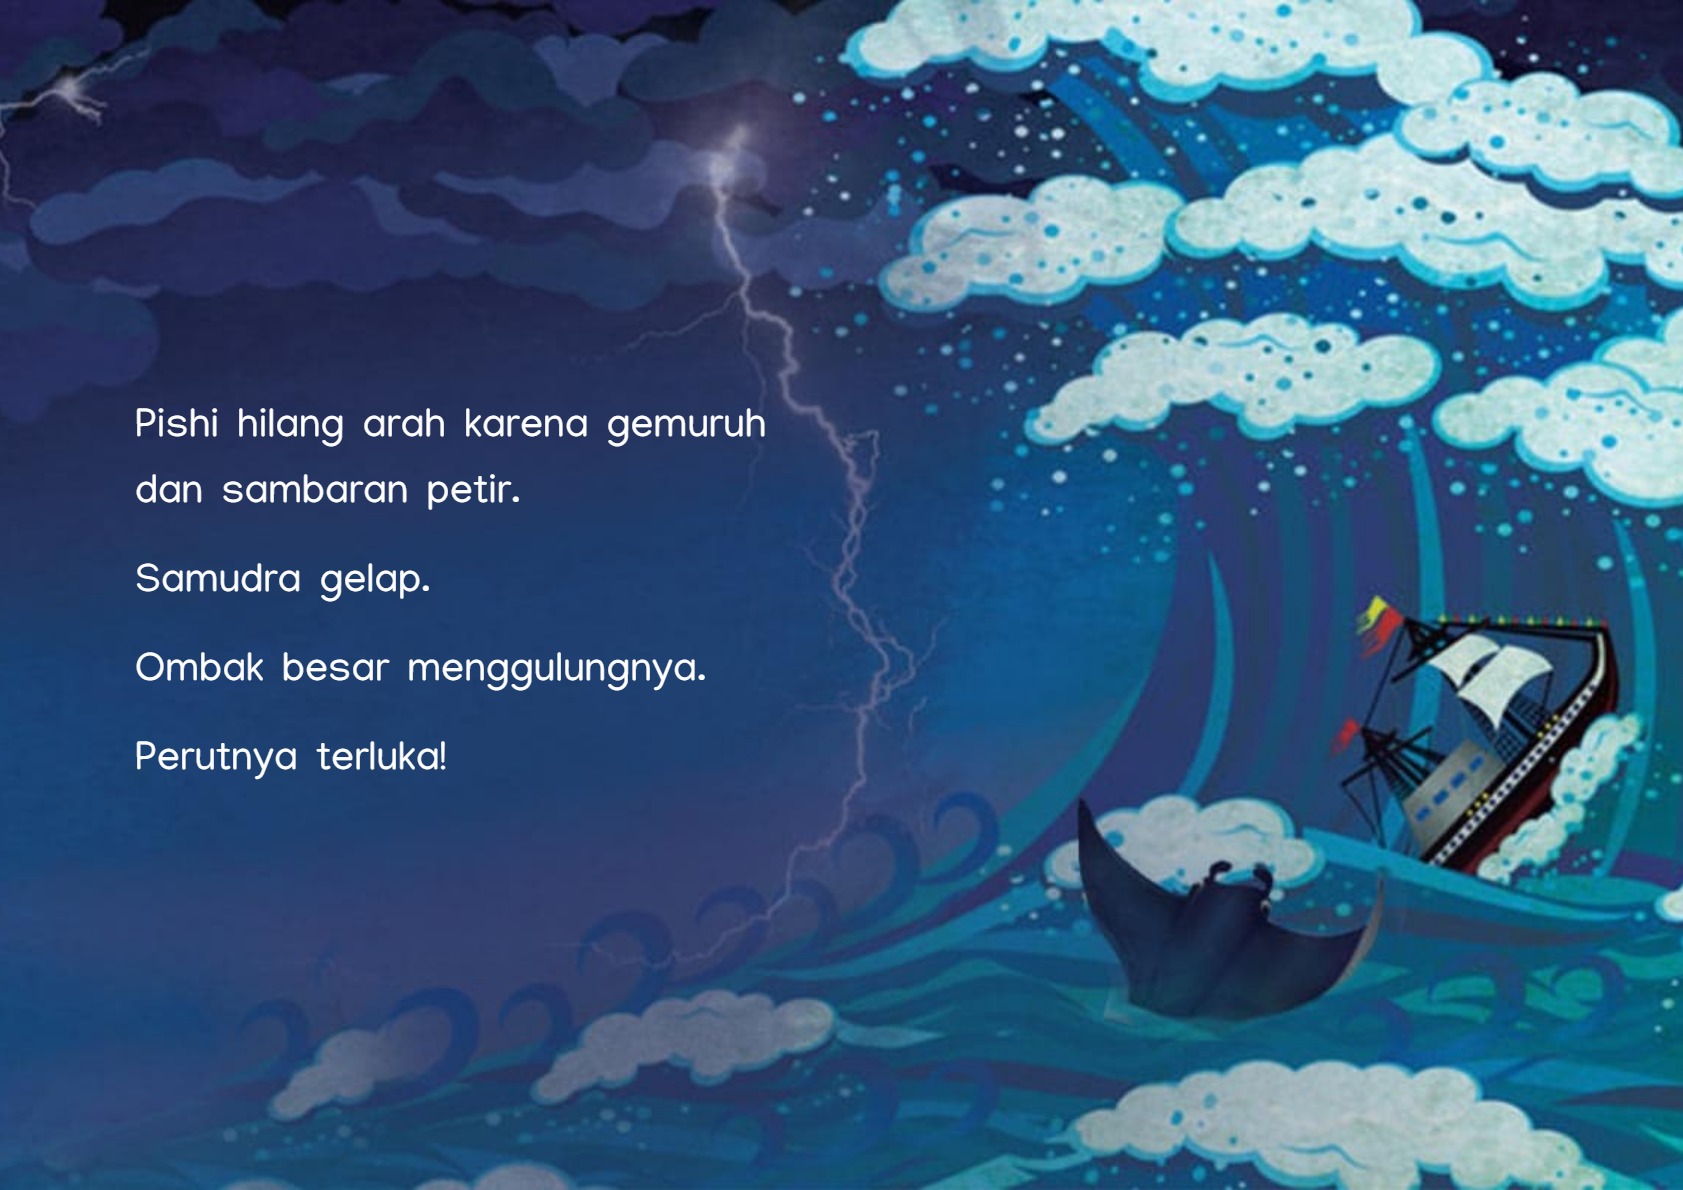 Pishi hilang arah karena gemuruh
dan sambaran petir.
Samudra gelap.
Ombak besar menggulungnya.
Perutnya terluka!